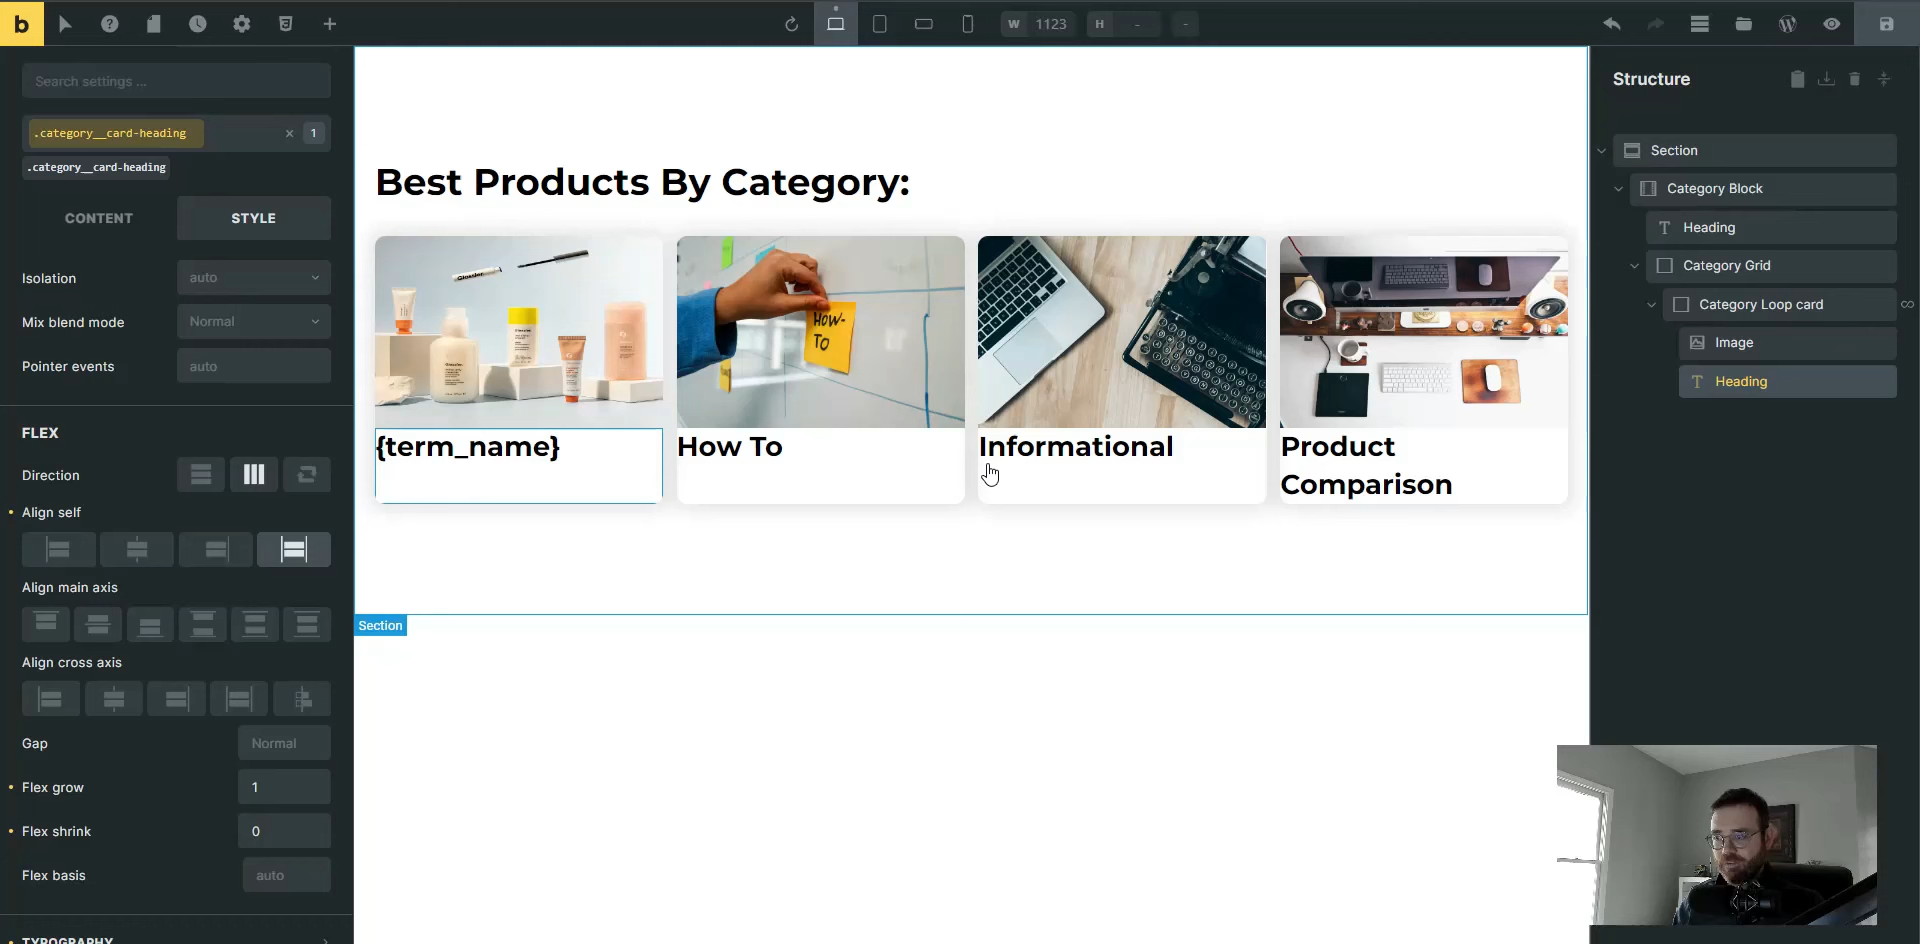 b
W 1123 H - -
Search settings ...
.category__card-heading × 1
.category__card-heading
CONTENT STYLE
Isolation auto
Mix blend mode Normal
Pointer events auto
FLEX
Direction
Align self
Align main axis
Align cross axis
Gap Normal
Flex grow 1
Flex shrink 0
Flex basis auto
TYPOGRAPHY
Best Products By Category:
Glossier.
Glossier.
HOW-
TO
{term_name}
How To
Informational
Product
Comparison
Section
Structure
Section
Category Block
Heading
Category Grid
Category Loop card
Image
Heading